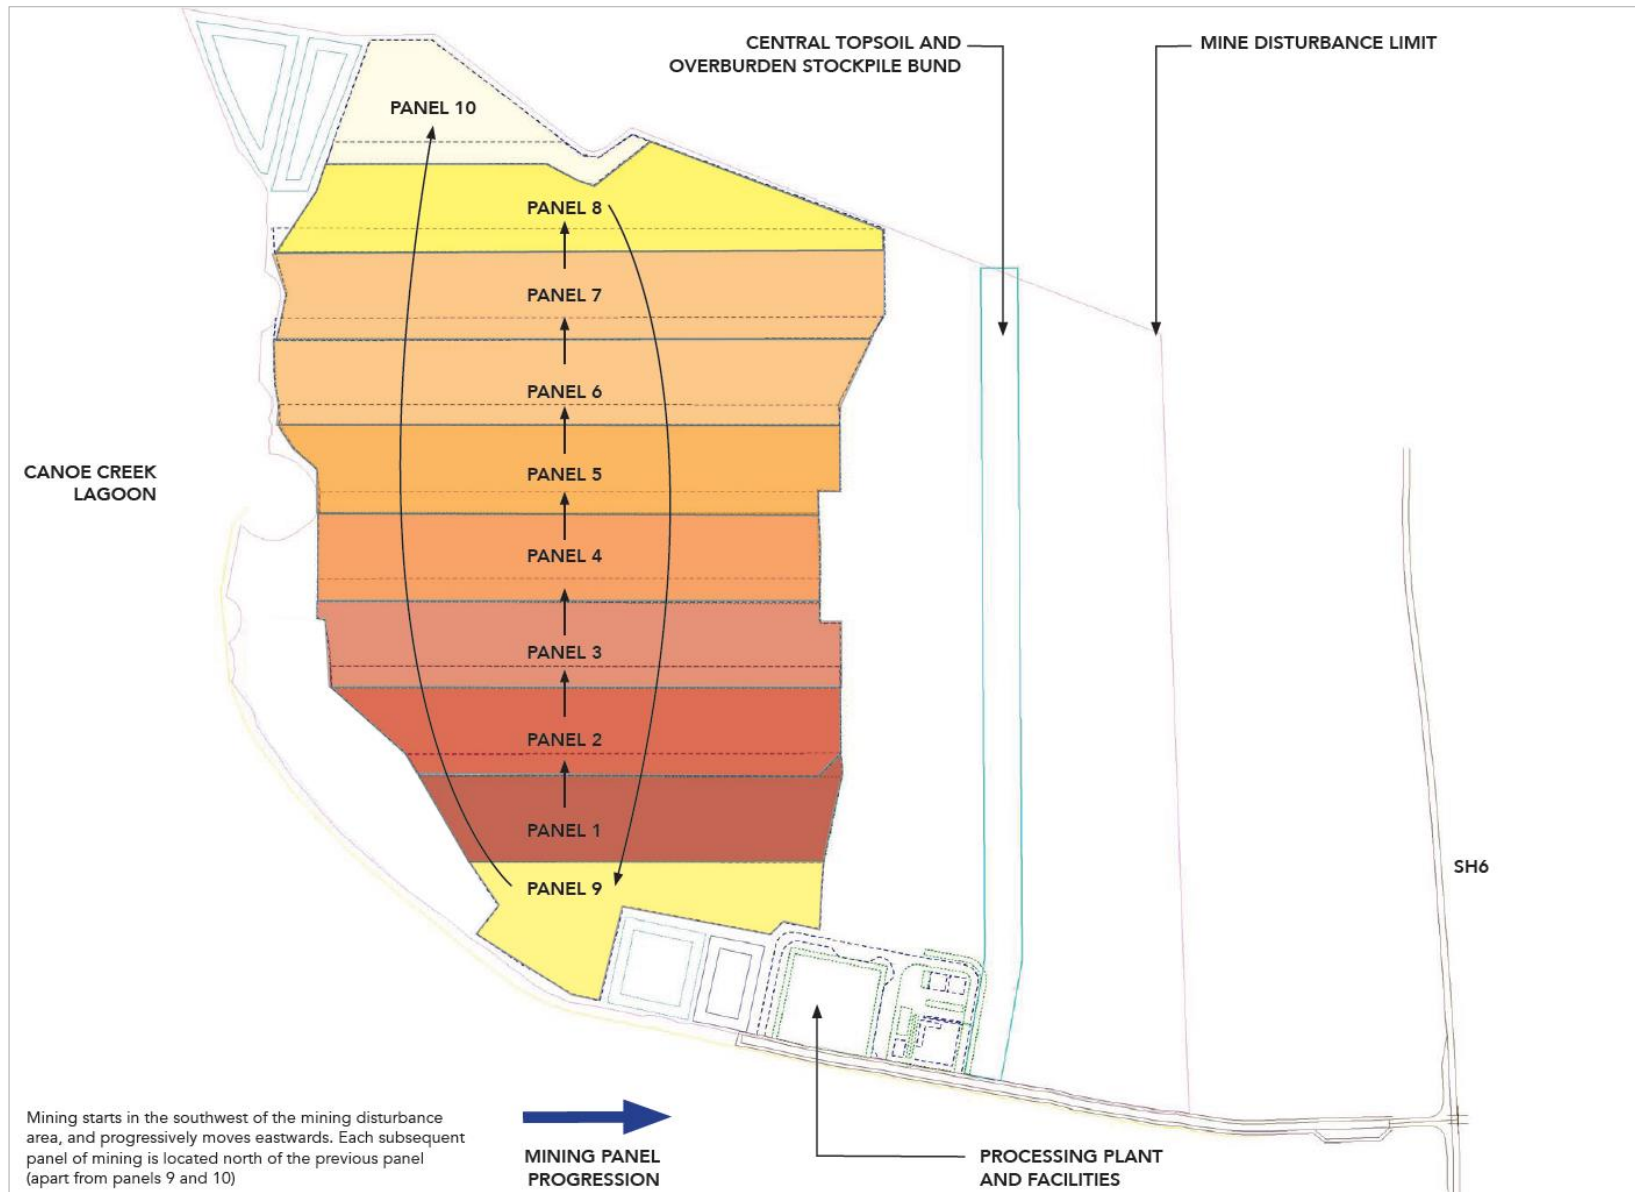 CENTRAL TOPSOIL AND
OVERBURDEN STOCKPILE BUND
MINE DISTURBANCE LIMIT
PANEL 10
PANEL 8
PANEL 7
PANEL 6
PANEL 5
CANOE CREEK
LAGOON
PANEL 4
PANEL 3
PANEL 2
PANEL 1
SH6
PANEL 9
Mining starts in the southwest of the mining disturbance
area, and progressively moves eastwards. Each subsequent
panel of mining is located north of the previous panel
(apart from panels 9 and 10)
MINING PANEL
PROGRESSION
PROCESSING PLANT
AND FACILITIES